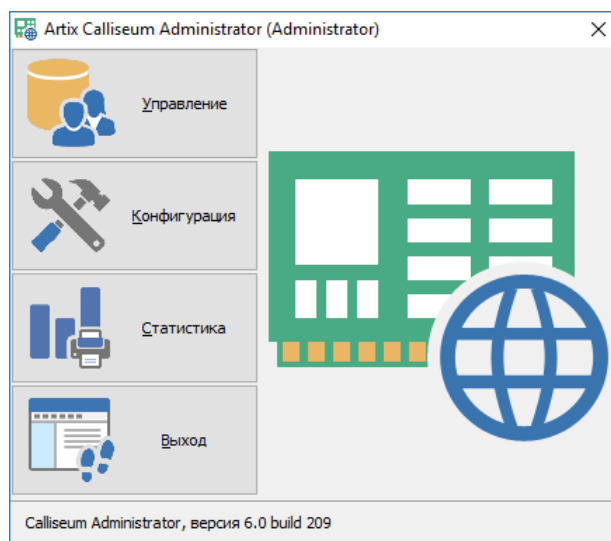 Artix Calliseum Administrator (Administrator)
Управление
Конфигурация
Статистика
Выход
Calliseum Administrator, версия 6.0 build 209